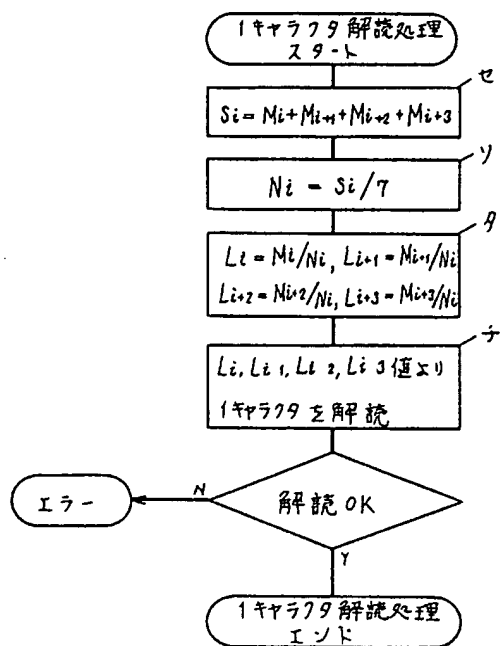 1キャラクタ解読処理
スタート
セ
Si=Mi+Mi+1+Mi+2+Mi+3
ソ
Ni = Si/7
タ
Li=Mi/Ni, Li+1=Mi+1/Ni
Li+2=Mi+2/Ni, Li+3=Mi+3/Ni
チ
Li, Li 1, Li 2, Li 3値より
1キャラクタを解読
解読OK
N
エラー
Y
1キャラクタ解読処理
エンド